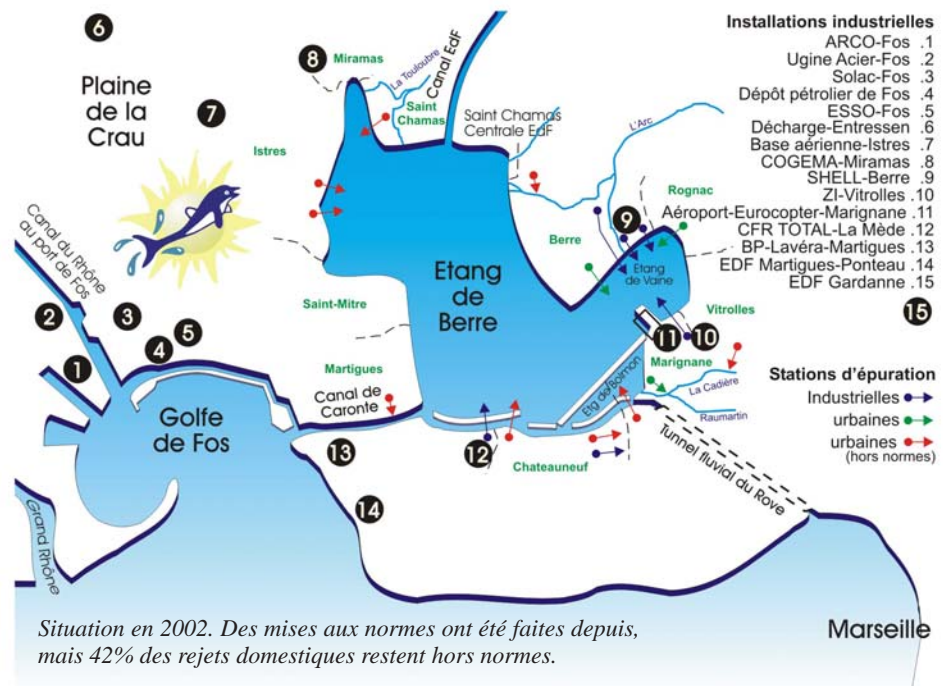 6
Plaine
de la
Crau
7
8
Miramas
La Touloubre
Canal EdF
Saint
Chamas
Saint Chamas
Centrale EdF
Istres
L'Arc
Rognac
9
Berre
Etang
de Vaine
Etang
de
Berre
Canal du Rhône
au port de Fos
2
3
5
4
1
Saint-Mitre
Martigues
Canal de
Caronte
Golfe
de Fos
Vitrolles
11
10
Marignane
Etg de Bolmon
La Cadière
Raumartin
13
12
Chateauneuf
14
Tunnel fluvial du Rove
Grand Rhône
Marseille
Installations industrielles
ARCO-Fos .1
Ugine Acier-Fos .2
Solac-Fos .3
Dépôt pétrolier de Fos .4
ESSO-Fos .5
Décharge-Entressen .6
Base aérienne-Istres .7
COGEMA-Miramas .8
SHELL-Berre .9
ZI-Vitrolles .10
Aéroport-Eurocopter-Marignane .11
CFR TOTAL-La Mède .12
BP-Lavéra-Martigues .13
EDF Martigues-Ponteau .14
EDF Gardanne .15
15
Stations d'épuration
Industrielles
urbaines
urbaines
(hors normes)
Situation en 2002. Des mises aux normes ont été faites depuis,
mais 42% des rejets domestiques restent hors normes.